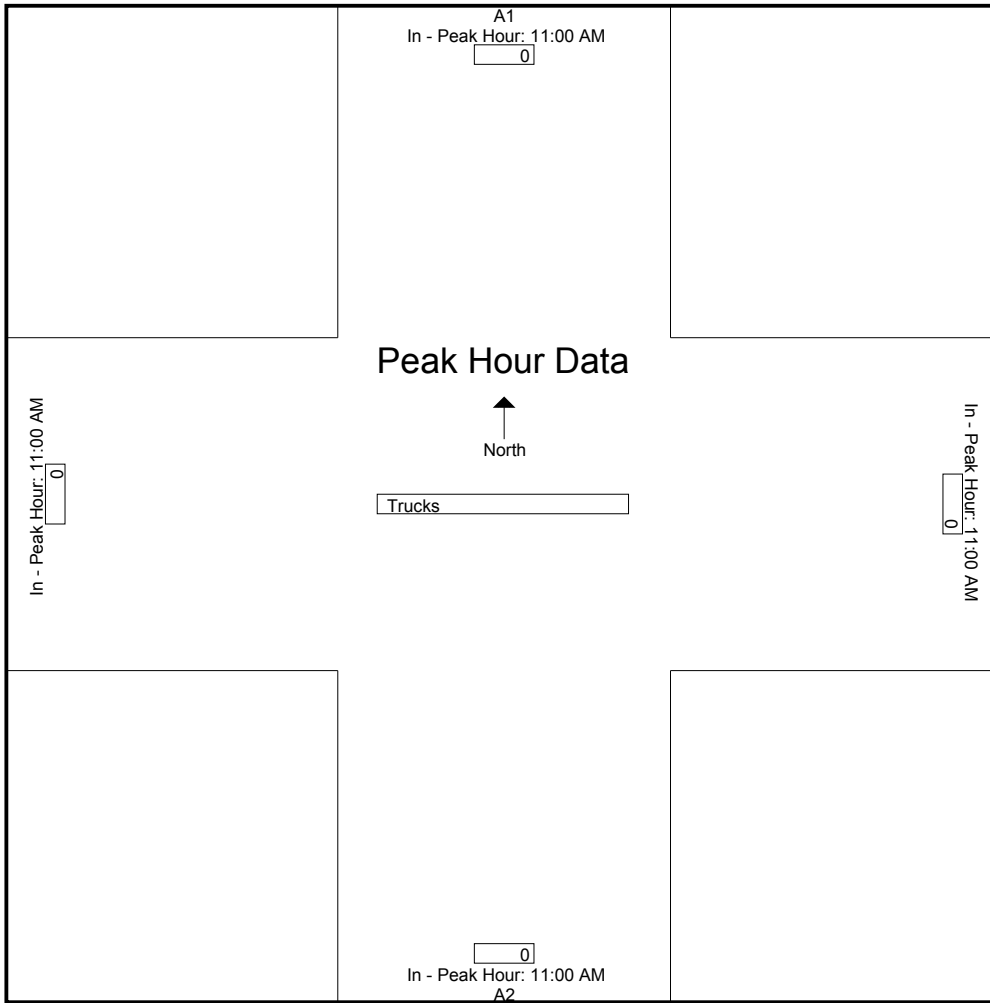 A1
In - Peak Hour: 11:00 AM
0
Peak Hour Data
North
In - Peak Hour: 11:00 AM
0
Trucks
0
In - Peak Hour: 11:00 AM
0
In - Peak Hour: 11:00 AM
A2